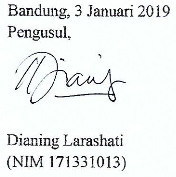 Bandung, 3 Januari 2019
Pengusul,
Dianing Larashati
(NIM 171331013)